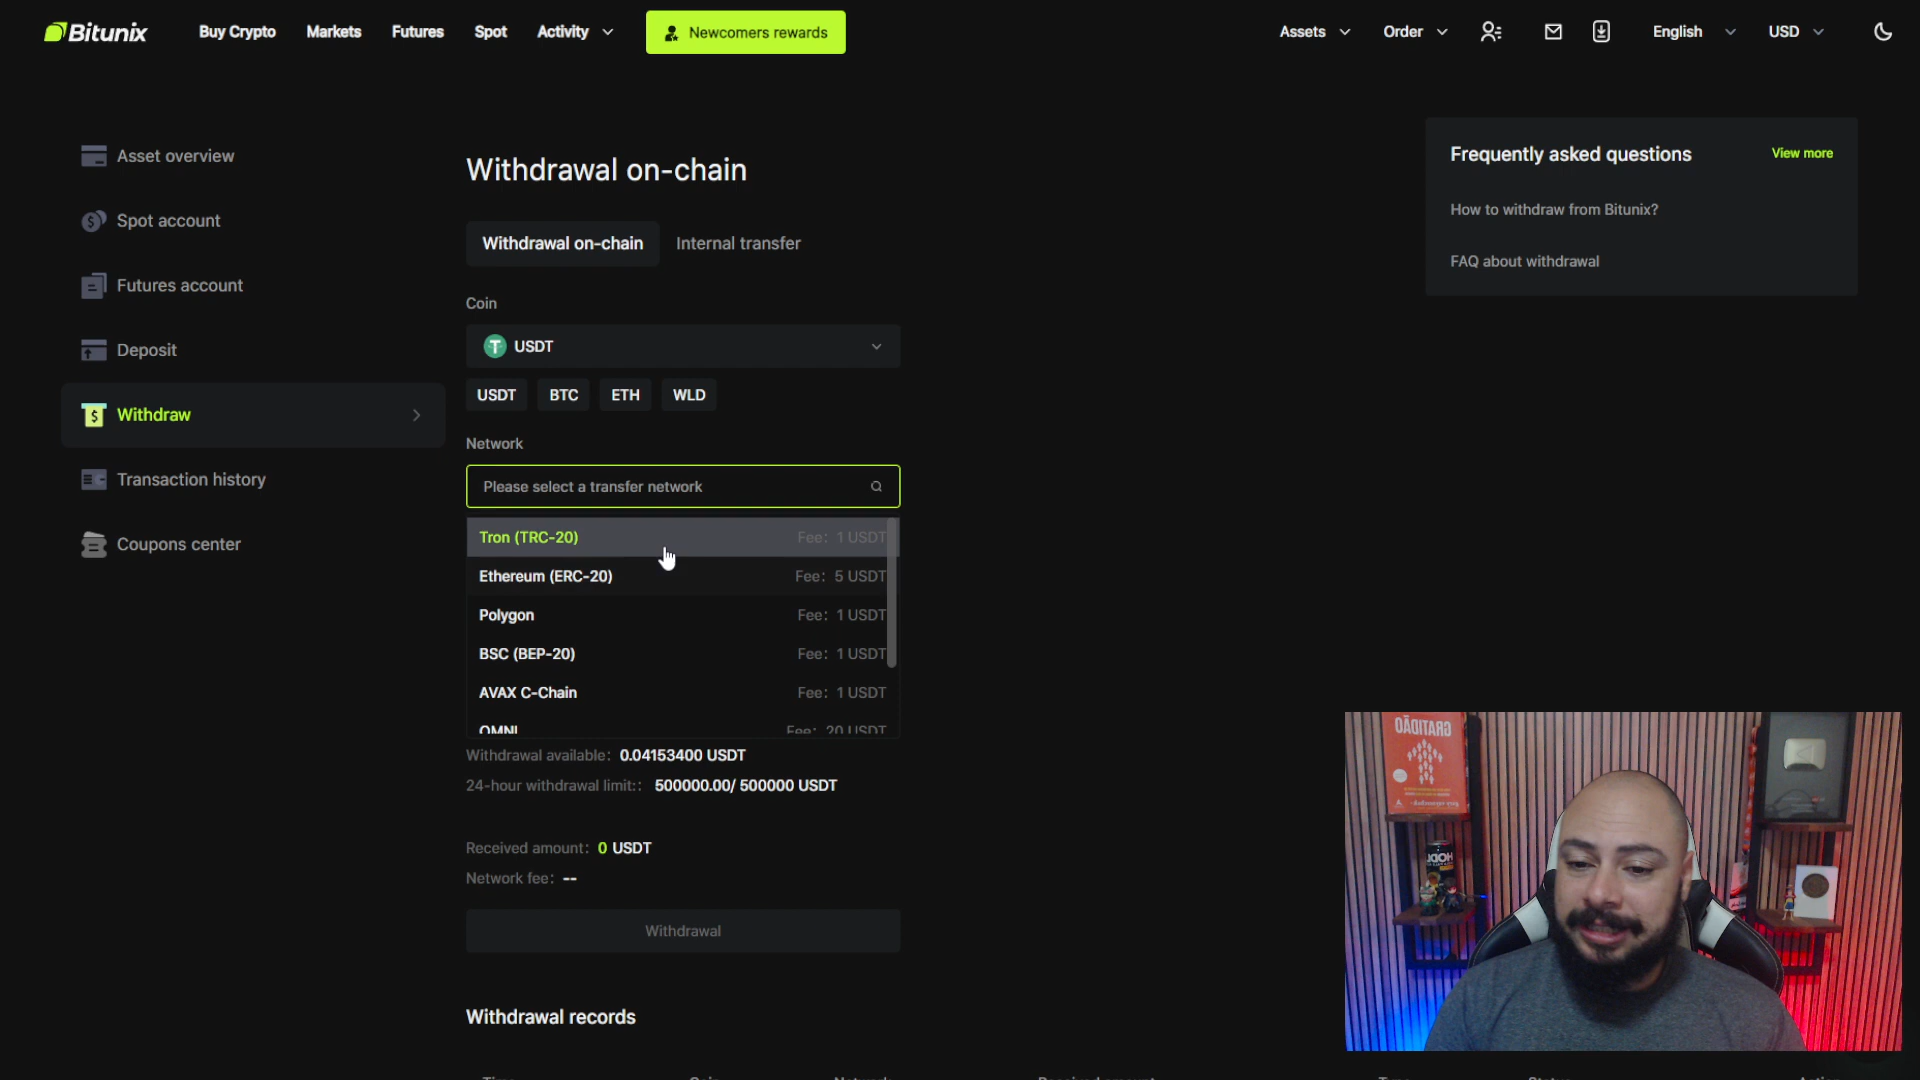 Bitunix Buy Crypto Markets Futures Spot Activity Newcomers rewards Assets Order English USD
Asset overview
Spot account
Futures account
Deposit
Withdraw
Transaction history
Coupons center
Withdrawal on-chain
Withdrawal on-chain Internal transfer
Coin
USDT
USDT BTC ETH WLD
Network
Please select a transfer network
Tron (TRC-20) Fee: 1 USDT
Ethereum (ERC-20) Fee: 5 USDT
Polygon Fee: 1 USDT
BSC (BEP-20) Fee: 1 USDT
AVAX C-Chain Fee: 1 USDT
OMNI Fee: 20 USDT
Withdrawal available: 0.04153400 USDT
24-hour withdrawal limit:: 500000.00/ 500000 USDT
Received amount: 0 USDT
Network fee: --
Withdrawal
Withdrawal records
Frequently asked questions View more
How to withdraw from Bitunix?
FAQ about withdrawal
GRATIDÃO